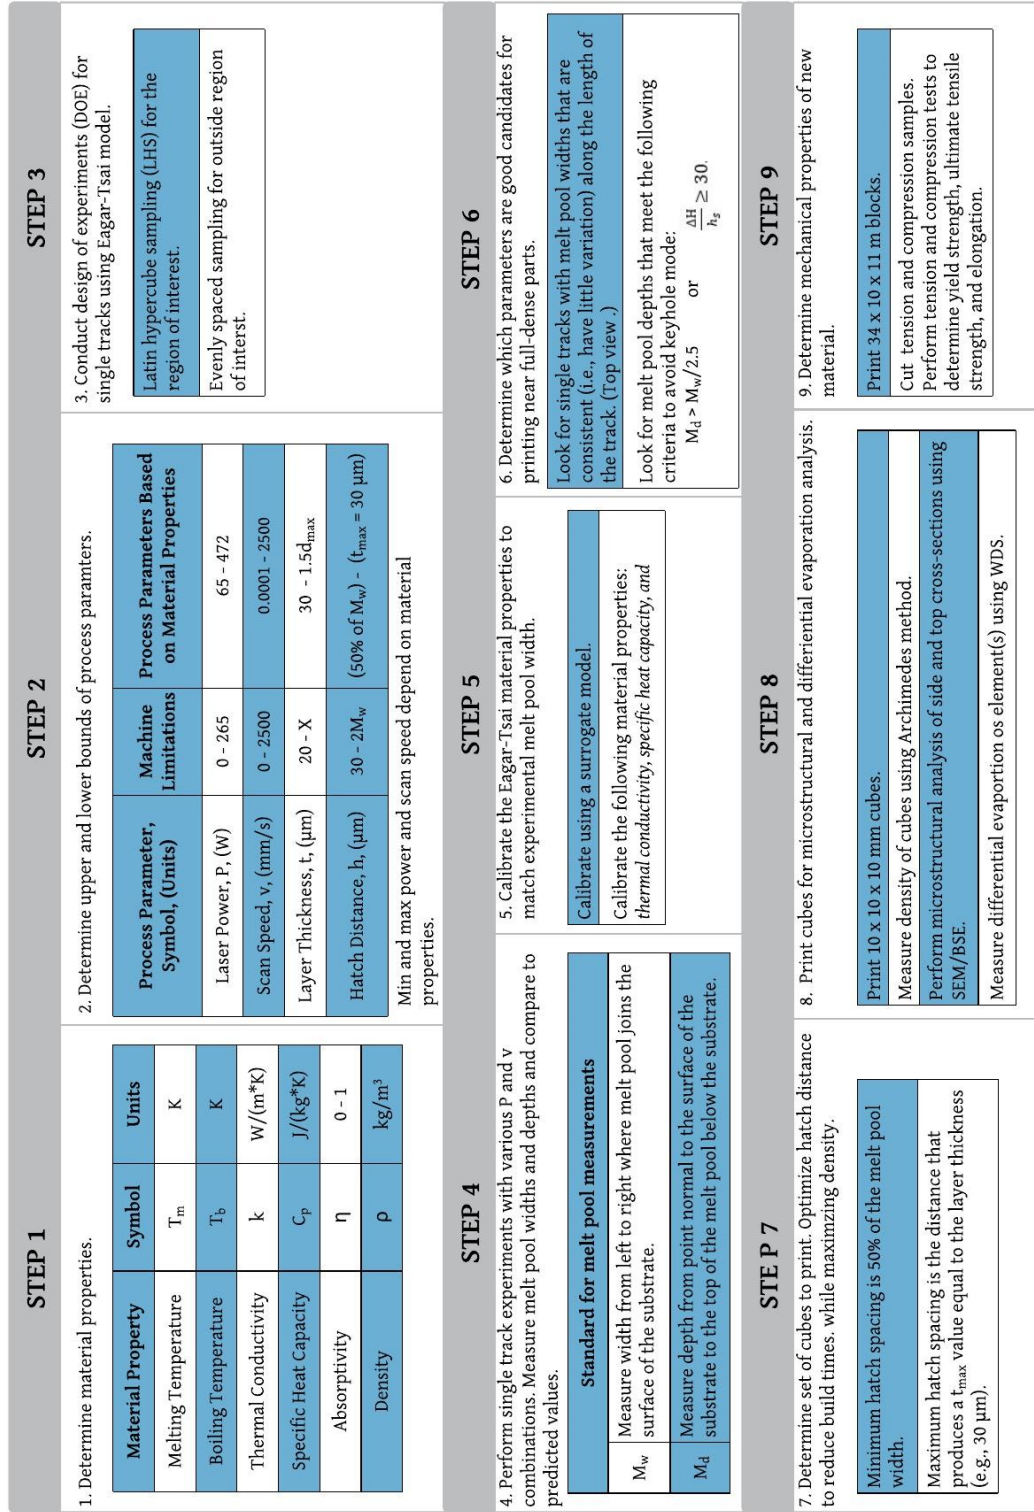 STEP 1
1. Determine material properties.
Material Property Symbol Units
Melting Temperature Tm K
Boiling Temperature Tb K
Thermal Conductivity k W/(m*K)
Specific Heat Capacity Cp J/(kg*K)
Absorptivity η 0 - 1
Density ρ kg/m³
STEP 2
2. Determine upper and lower bounds of process paramters.
Process Parameter, Machine Process Parameters Based
Symbol, (Units) Limitations on Material Properties
Laser Power, P, (W) 0 - 265 65 - 472
Scan Speed, v, (mm/s) 0 - 2500 0.0001 - 2500
Layer Thickness, t, (µm) 20 - X 30 - 1.5dmax
Hatch Distance, h, (µm) 30 - 2Mw (50% of Mw) - (tmax = 30 µm)
Min and max power and scan speed depend on material
properties.
STEP 3
3. Conduct design of experiments (DOE) for
single tracks using Eagar-Tsai model.
Latin hypercube sampling (LHS) for the
region of interest.
Evenly spaced sampling for outside region
of interst.
STEP 4
4. Perform single track experiments with various P and v
combinations. Measure melt pool widths and depths and compare to
predicted values.
Standard for melt pool measurements
Mw Measure width from left to right where melt pool joins the
surface of the substrate.
Md Measure depth from point normal to the surface of the
substrate to the top of the melt pool below the substrate.
STEP 5
5. Calibrate the Eagar-Tsai material properties to
match experimental melt pool width.
Calibrate using a surrogate model.
Calibrate the following material properties:
thermal conductivity, specific heat capacity, and
STEP 6
6. Determine which parameters are good candidates for
printing near full-dense parts.
Look for single tracks with melt pool widths that are
consistent (i.e., have little variation) along the length of
the track. (Top view .)
Look for melt pool depths that meet the following
criteria to avoid keyhole mode:
Md > Mw/2.5 or ΔH/hs ≥ 30.
STE P 7
7. Determine set of cubes to print. Optimize hatch distance
to reduce build times. while maximzing density.
Minimum hatch spacing is 50% of the melt pool
width.
Maximum hatch spacing is the distance that
produces a tmax value equal to the layer thickness
(e.g., 30 µm).
STEP 8
8. Print cubes for microstructural and differential evaporation analysis.
Print 10 x 10 x 10 mm cubes.
Measure density of cubes using Archimedes method.
Perform microstructural analysis of side and top cross-sections using
SEM/BSE.
Measure differential evaportion os element(s) using WDS.
STEP 9
9. Determine mechanical properties of new
material.
Print 34 x 10 x 11 m blocks.
Cut tension and compression samples.
Perform tension and compression tests to
determine yield strength, ultimate tensile
strength, and elongation.